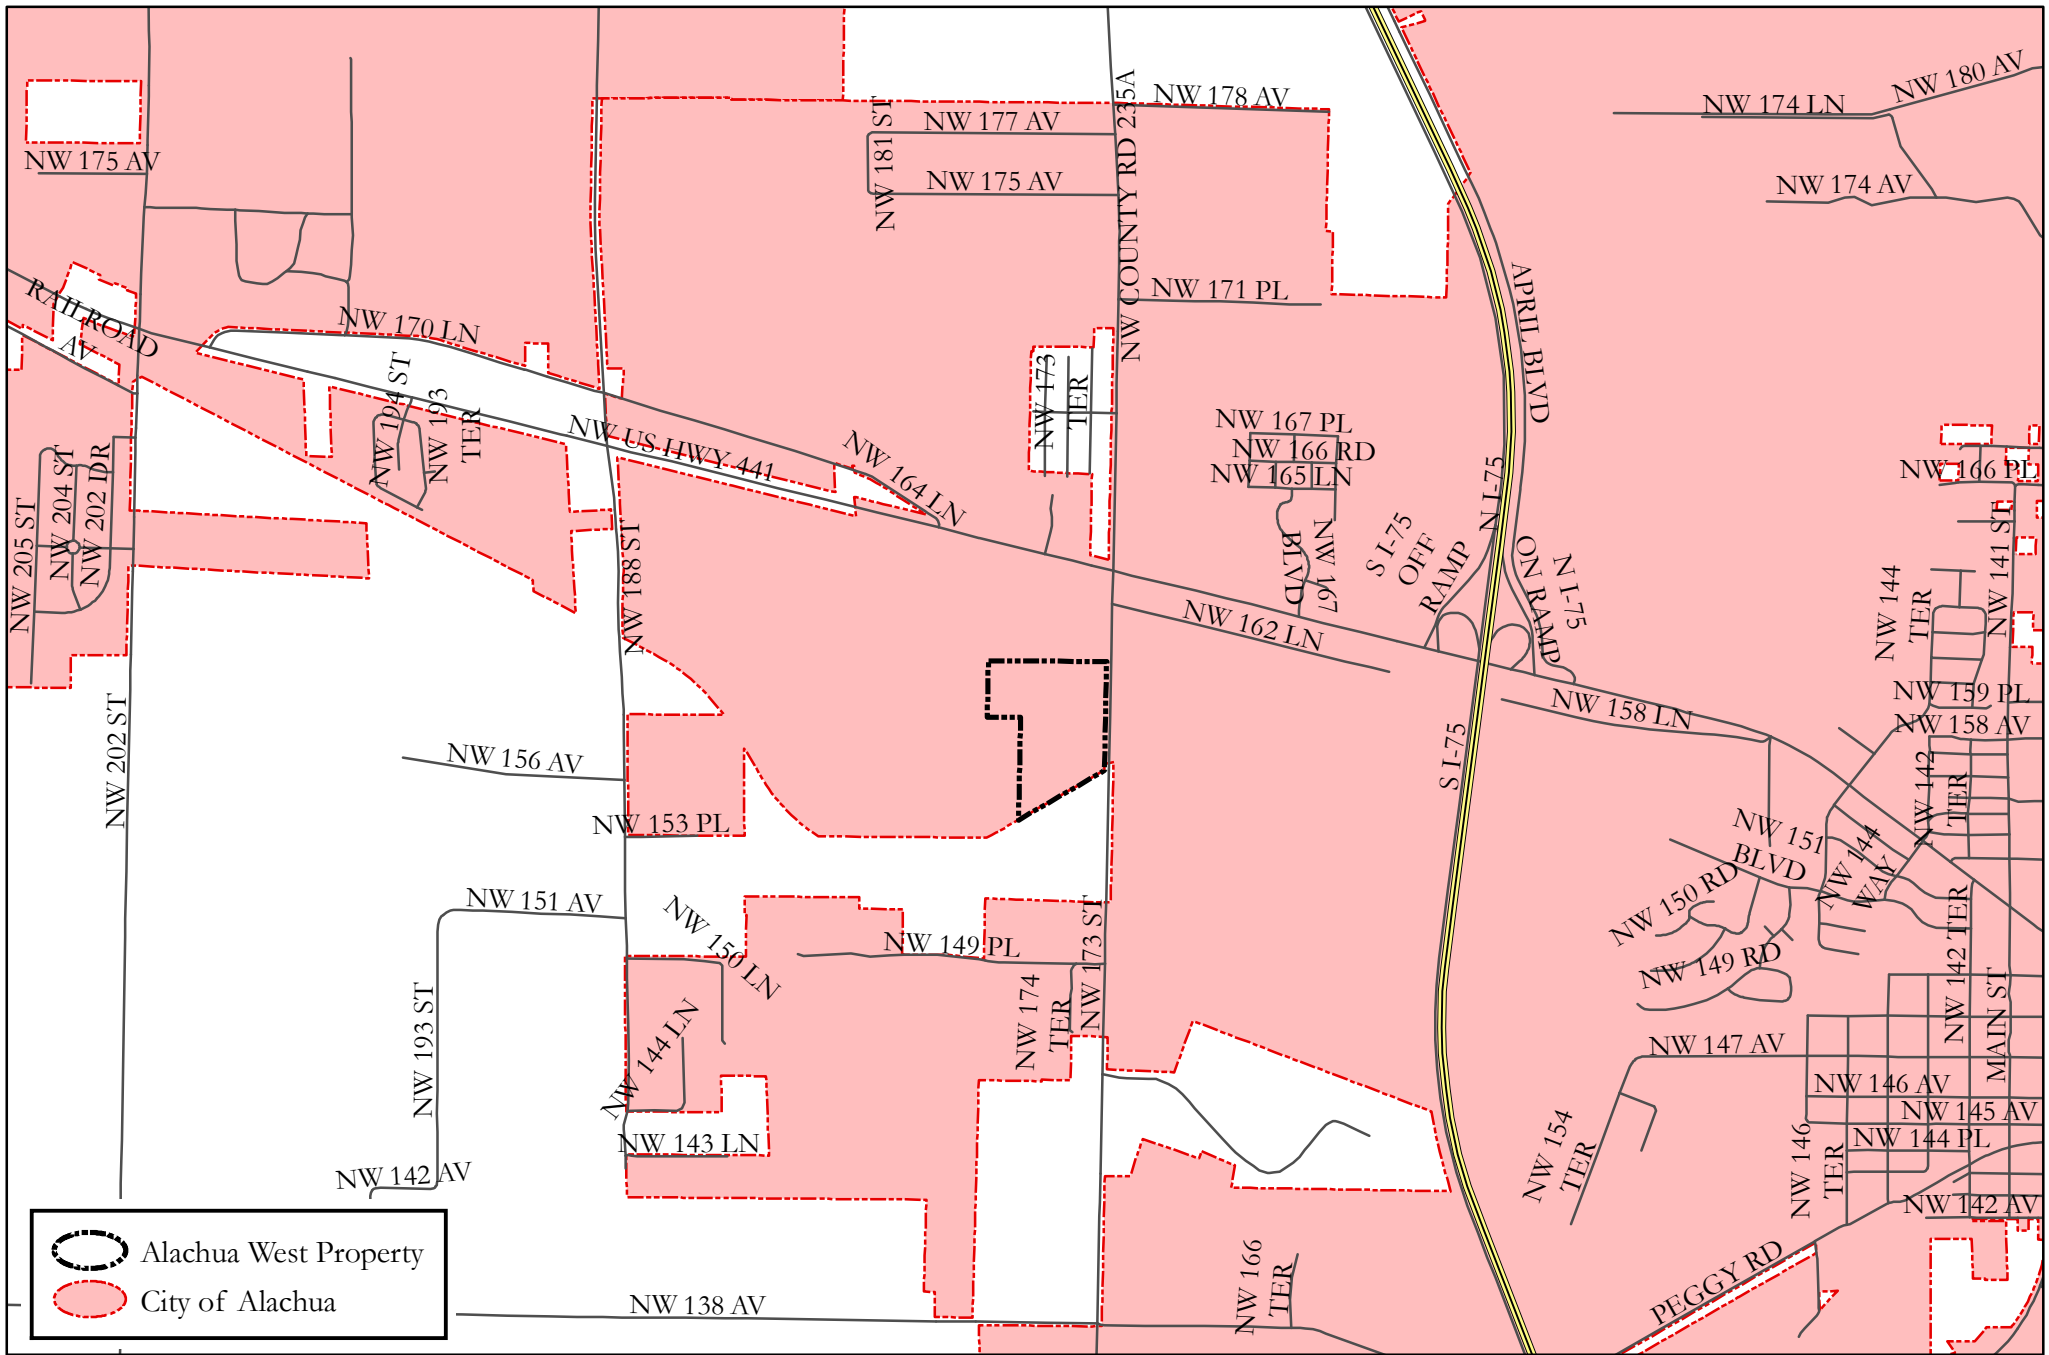 NW 180 AV
NW 178 AV
NW 174 LN
NW 177 AV
NW 181 ST
NW COUNTY RD 235A
NW 175 AV
NW 175 AV
NW 174 AV
NW 171 PL
RAILROAD
AV
NW 170 LN
APRIL BLVD
NW 194 ST
NW 193
TER
NW 173
TER
NW US HWY 441
NW 164 LN
NW 167 PL
NW 166 RD
NW 165 LN
NW 166 PL
N I-75
NW 205 ST
NW 204 ST
NW 202 DR
NW 188 ST
NW 167
BLVD
S I-75
OFF
RAMP
N I-75
ON RAMP
NW 141 ST
NW 144
TER
NW 162 LN
NW 159 PL
NW 158 LN
NW 158 AV
NW 202 ST
NW 156 AV
S I-75
NW 142
TER
NW 153 PL
NW 151
BLVD
NW 144
WAY
NW 150 RD
NW 151 AV
NW 150 LN
NW 149 PL
NW 173 ST
NW 149 RD
NW 142 TER
NW 193 ST
NW 144 LN
NW 174
TER
MAIN ST
NW 147 AV
NW 146 AV
NW 145 AV
NW 144 PL
NW 143 LN
NW 154
TER
NW 146
TER
NW 142 AV
NW 142 AV
Alachua West Property
City of Alachua
NW 138 AV
NW 166
TER
PEGGY RD